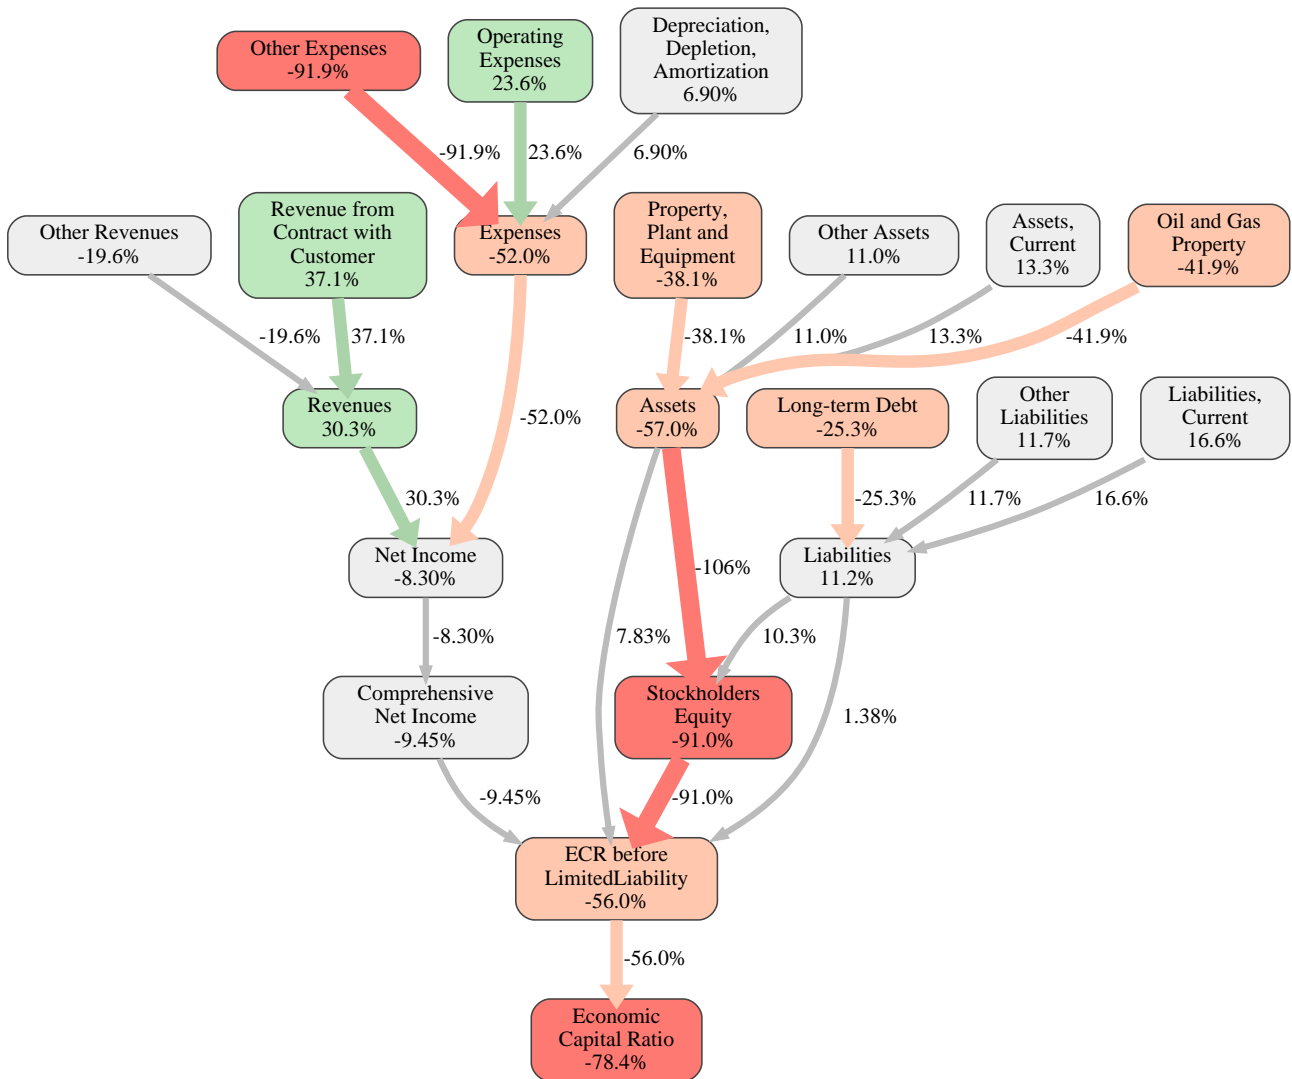 Other Expenses
-91.9%
Operating
Expenses
23.6%
Depreciation,
Depletion,
Amortization
6.90%
-91.9%
23.6%
6.90%
Other Revenues
-19.6%
Revenue from
Contract with
Customer
37.1%
Expenses
-52.0%
Property,
Plant and
Equipment
-38.1%
Other Assets
11.0%
Assets,
Current
13.3%
Oil and Gas
Property
-41.9%
-19.6%
37.1%
-38.1%
11.0%
13.3%
-41.9%
Revenues
30.3%
-52.0%
Assets
-57.0%
Long-term Debt
-25.3%
Other
Liabilities
11.7%
Liabilities,
Current
16.6%
30.3%
-25.3%
11.7%
16.6%
Net Income
-8.30%
-106%
Liabilities
11.2%
-8.30%
7.83%
10.3%
Comprehensive
Net Income
-9.45%
Stockholders
Equity
-91.0%
1.38%
-9.45%
-91.0%
ECR before
LimitedLiability
-56.0%
-56.0%
Economic
Capital Ratio
-78.4%